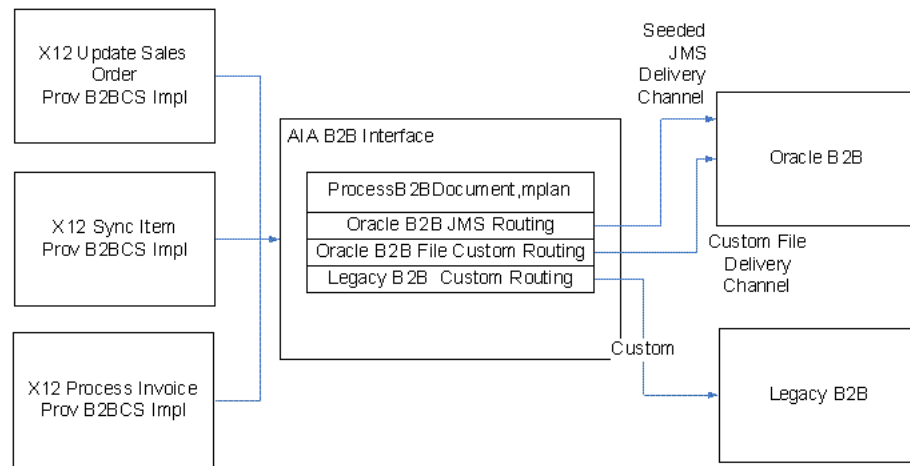 X12 Update Sales
Order
Prov B2BCS Impl
X12 Sync Item
Prov B2BCS Impl
X12 Process Invoice
Prov B2BCS Impl
AIA B2B Interface
ProcessB2BDocument,mplan
Oracle B2B JMS Routing
Oracle B2B File Custom Routing
Legacy B2B Custom Routing
Seeded
JMS
Delivery
Channel
Oracle B2B
Custom File
Delivery
Channel
Custom
Legacy B2B